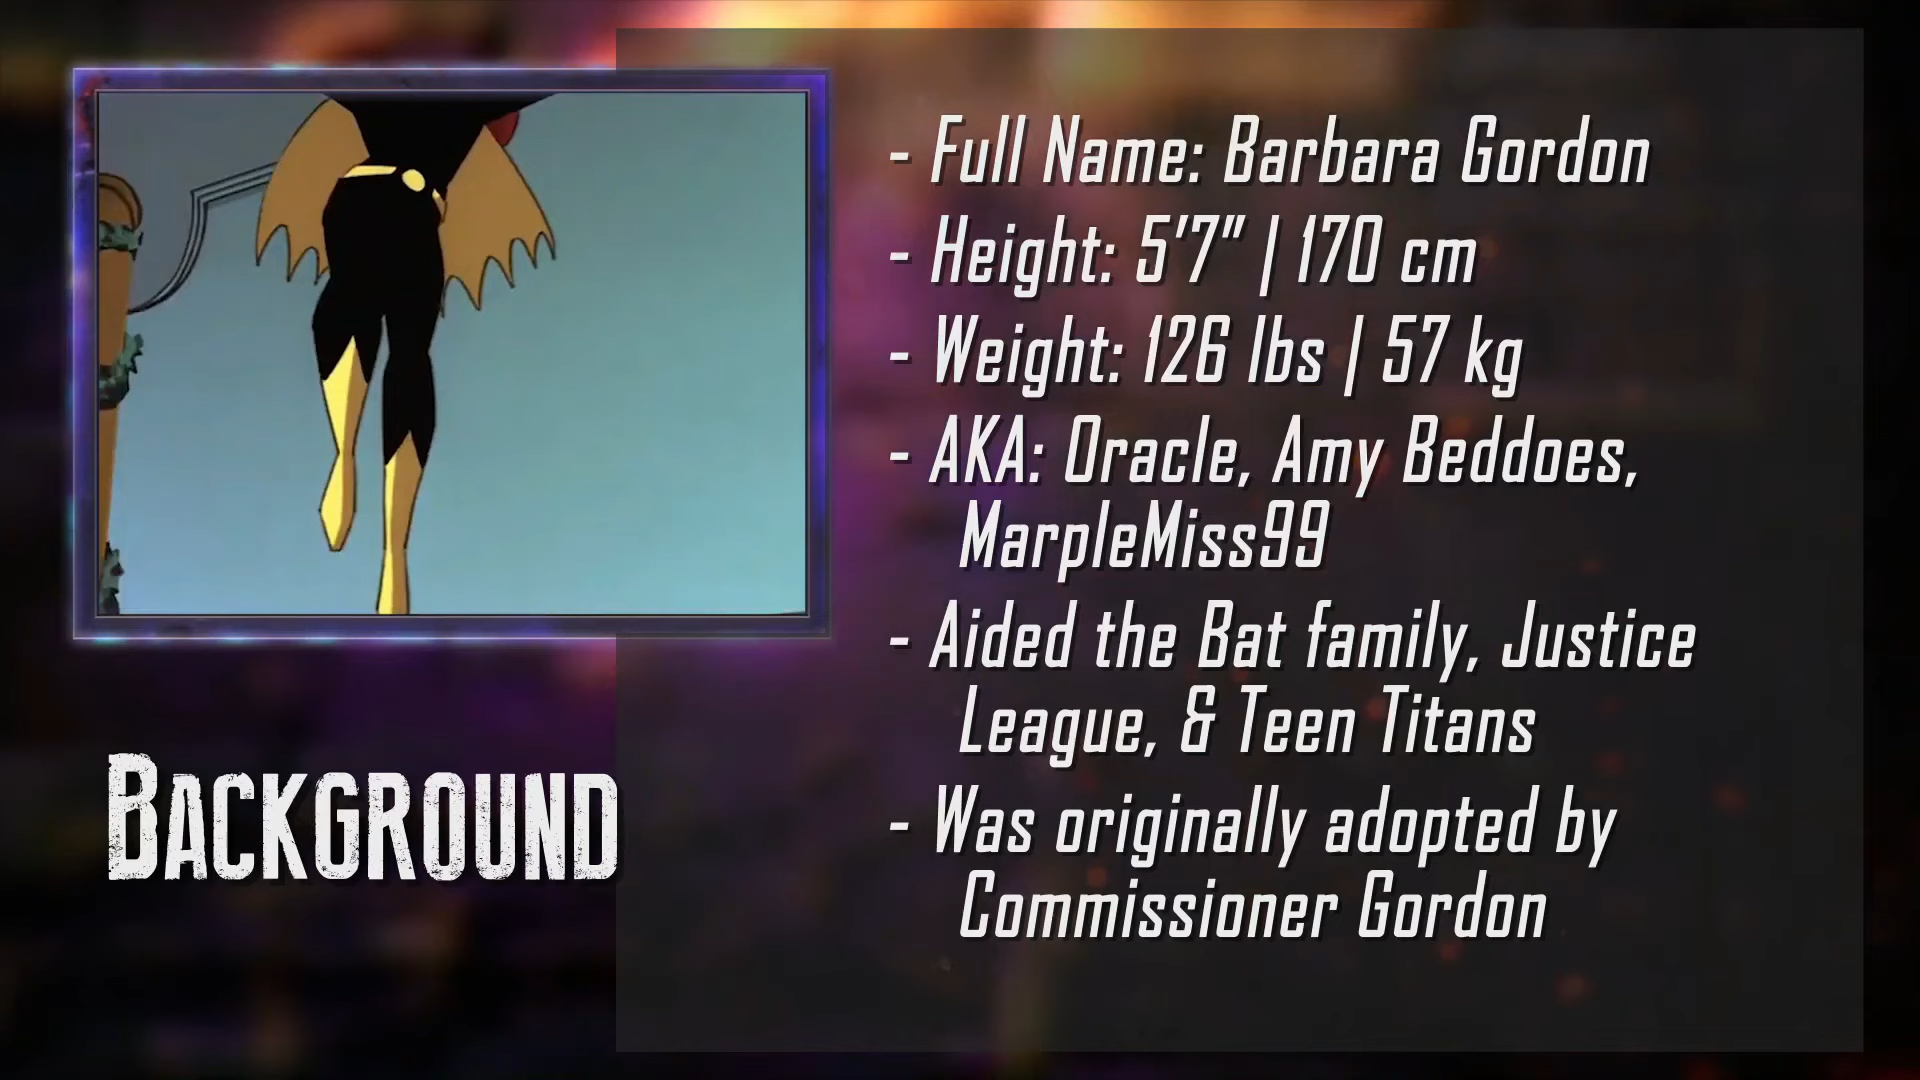 - Full Name: Barbara Gordon
- Height: 5'7" | 170 cm
- Weight: 126 lbs | 57 kg
- AKA: Oracle, Amy Beddoes,
MarpleMiss99
- Aided the Bat family, Justice
League, & Teen Titans
- Was originally adopted by
Commissioner Gordon
Background